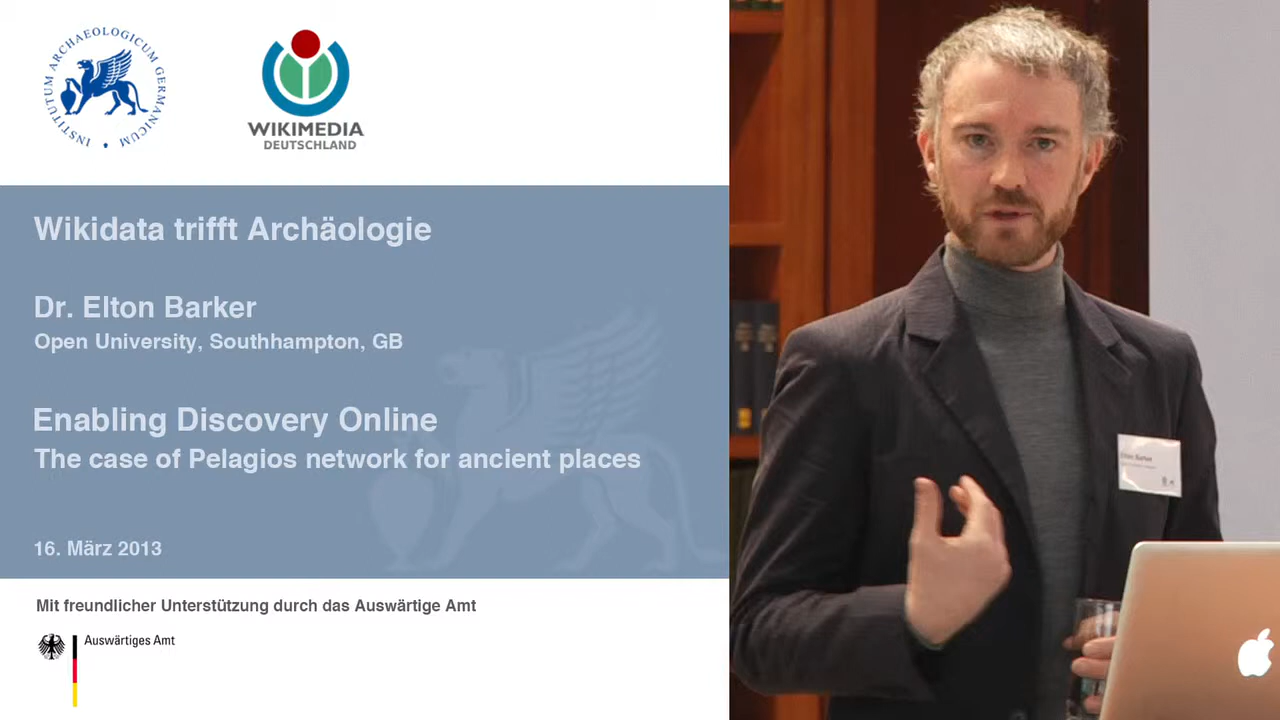 INSTITUTUM ARCHAEOLOGICUM GERMANICUM
WIKIMEDIA
DEUTSCHLAND
Wikidata trifft Archäologie
Dr. Elton Barker
Open University, Southhampton, GB
Enabling Discovery Online
The case of Pelagios network for ancient places
16. März 2013
Mit freundlicher Unterstützung durch das Auswärtige Amt
Auswärtiges Amt
Elton Barker